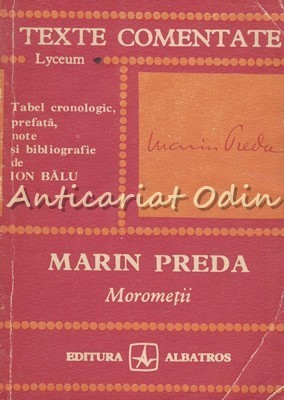 TEXTE COMENTATE
Lyceum
Tabel cronologic,
prefată,
note
și bibliografie
de
ION BĂLU
Marin Preda
Anticariat Odin
MARIN PREDA
Moromeții
EDITURA
ALBATROS